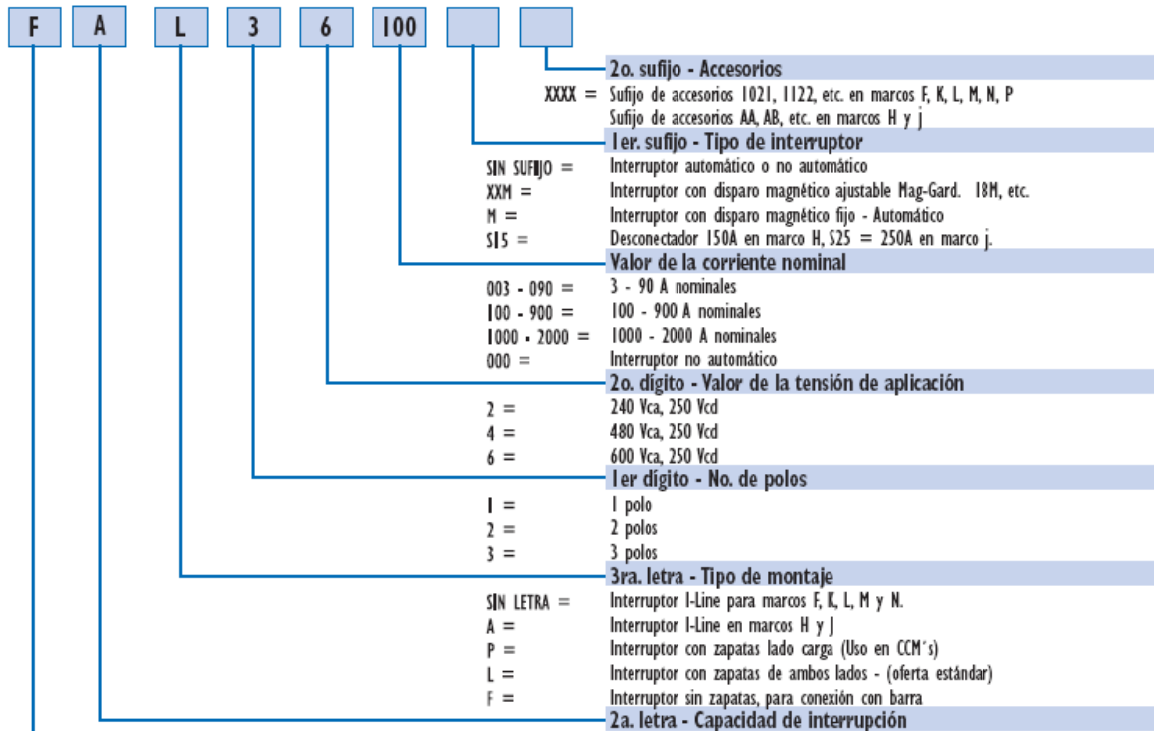 F A L 3 6 100
2o. sufijo - Accesorios
XXXX = Sufijo de accesorios 1021, 1122, etc. en marcos F, K, L, M, N, P
Sufijo de accesorios AA, AB, etc. en marcos H y j
1er. sufijo - Tipo de interruptor
SIN SUFIJO = Interruptor automático o no automático
XXM = Interruptor con disparo magnético ajustable Mag-Gard. 18M, etc.
M = Interruptor con disparo magnético fijo - Automático
S15 = Desconectador 150A en marco H, S25 = 250A en marco j.
Valor de la corriente nominal
003 - 090 = 3 - 90 A nominales
100 - 900 = 100 - 900 A nominales
1000 - 2000 = 1000 - 2000 A nominales
000 = Interruptor no automático
2o. dígito - Valor de la tensión de aplicación
2 = 240 Vca, 250 Vcd
4 = 480 Vca, 250 Vcd
6 = 600 Vca, 250 Vcd
1er dígito - No. de polos
1 = 1 polo
2 = 2 polos
3 = 3 polos
3ra. letra - Tipo de montaje
SIN LETRA = Interruptor I-Line para marcos F, K, L, M y N.
A = Interruptor I-Line en marcos H y J
P = Interruptor con zapatas lado carga (Uso en CCM´s)
L = Interruptor con zapatas de ambos lados - (oferta estándar)
F = Interruptor sin zapatas, para conexión con barra
2a. letra - Capacidad de interrupción